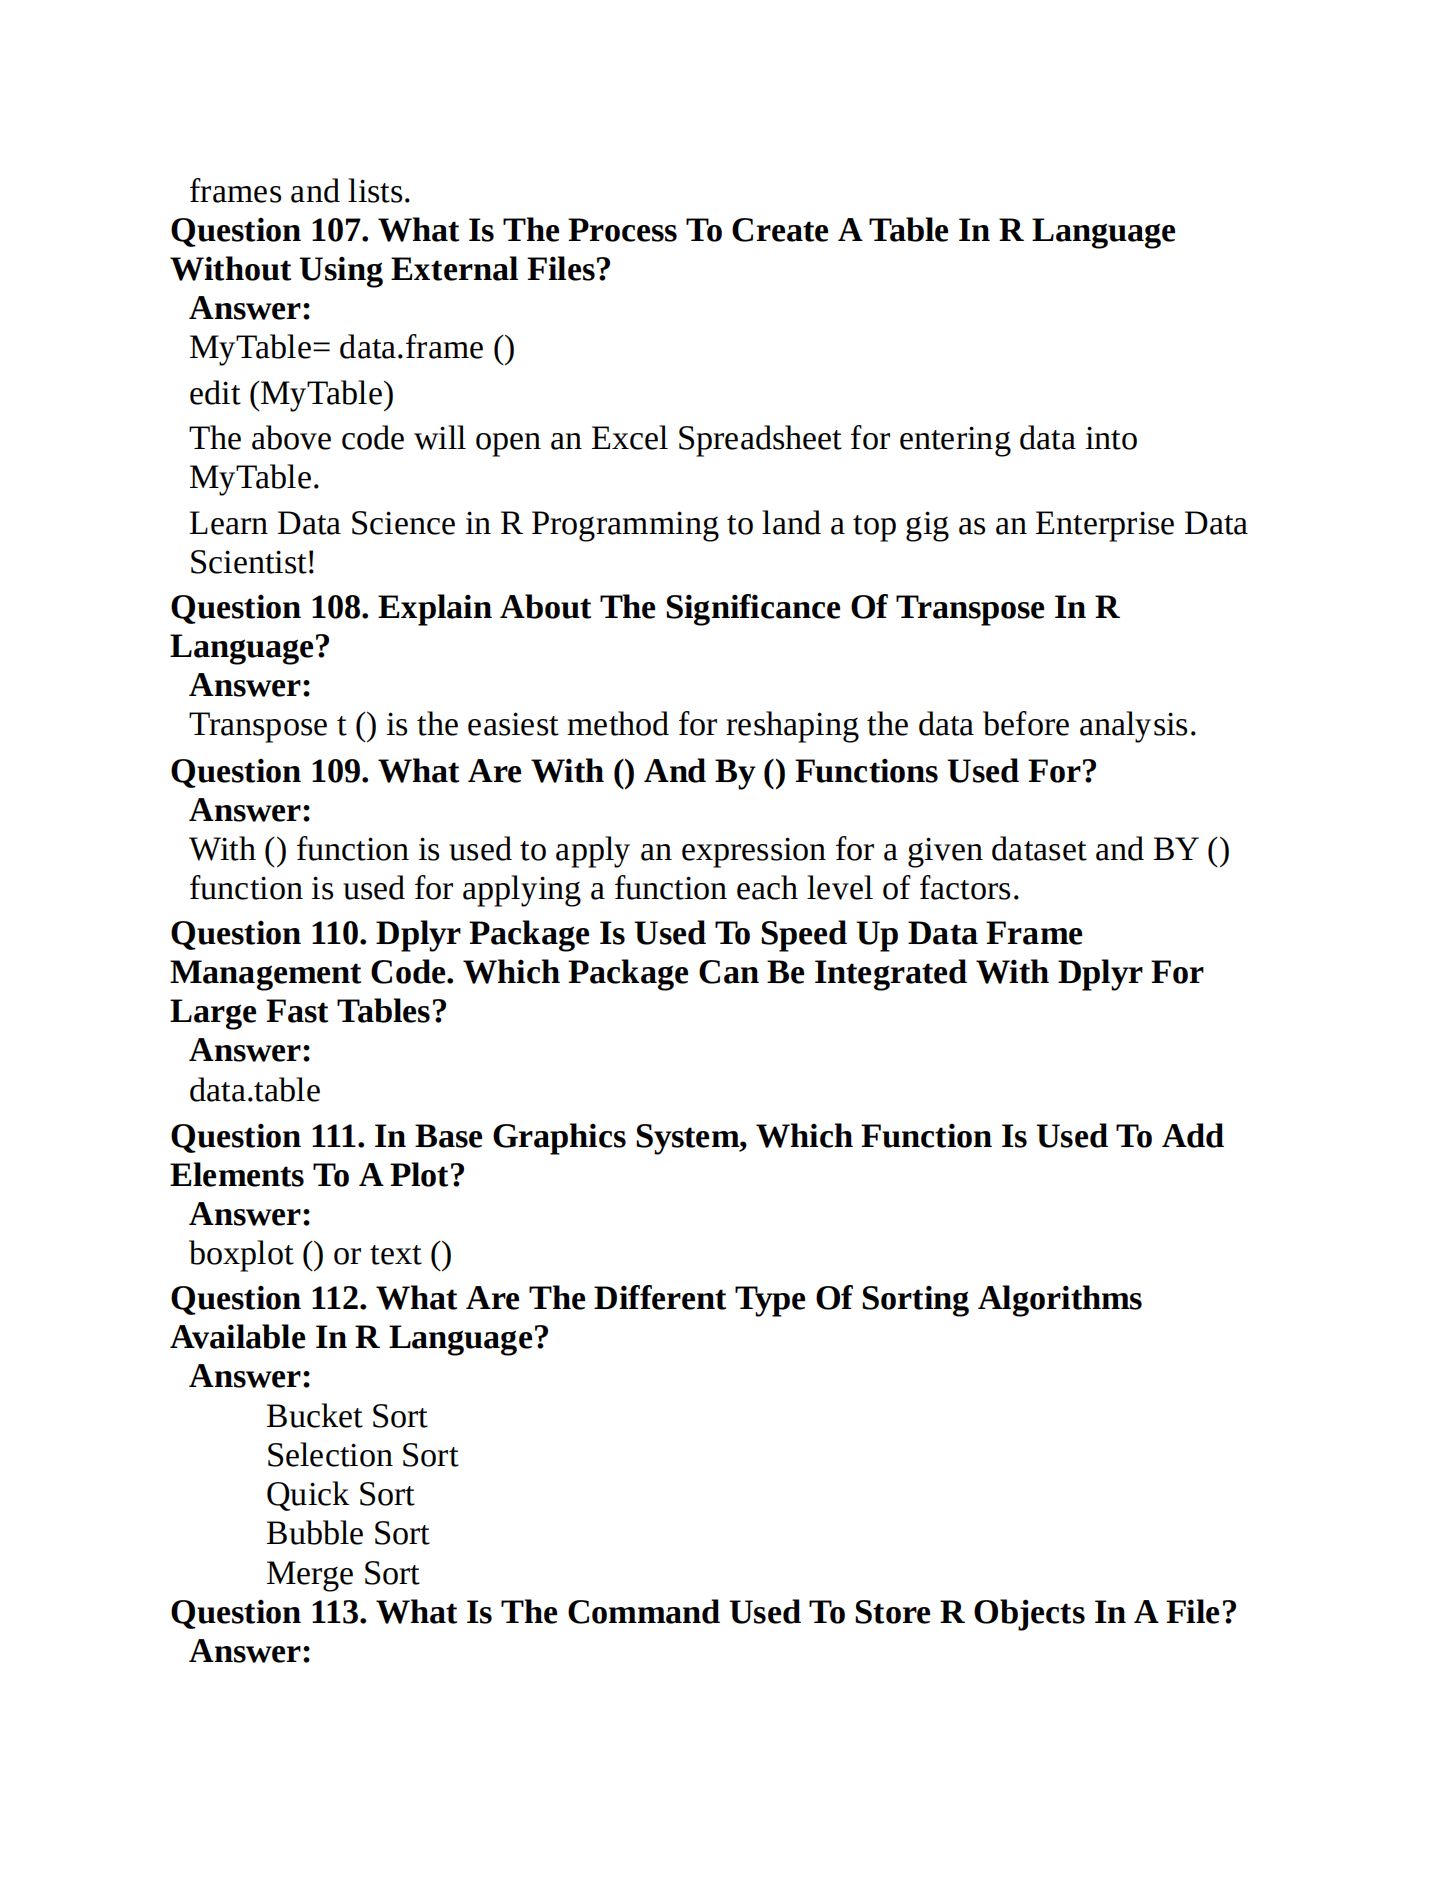 frames and lists.
Question 107. What Is The Process To Create A Table In R Language
Without Using External Files?
Answer:
MyTable= data.frame ()
edit (MyTable)
The above code will open an Excel Spreadsheet for entering data into
MyTable.
Learn Data Science in R Programming to land a top gig as an Enterprise Data
Scientist!
Question 108. Explain About The Significance Of Transpose In R
Language?
Answer:
Transpose t () is the easiest method for reshaping the data before analysis.
Question 109. What Are With () And By () Functions Used For?
Answer:
With () function is used to apply an expression for a given dataset and BY ()
function is used for applying a function each level of factors.
Question 110. Dplyr Package Is Used To Speed Up Data Frame
Management Code. Which Package Can Be Integrated With Dplyr For
Large Fast Tables?
Answer:
data.table
Question 111. In Base Graphics System, Which Function Is Used To Add
Elements To A Plot?
Answer:
boxplot () or text ()
Question 112. What Are The Different Type Of Sorting Algorithms
Available In R Language?
Answer:
Bucket Sort
Selection Sort
Quick Sort
Bubble Sort
Merge Sort
Question 113. What Is The Command Used To Store R Objects In A File?
Answer: